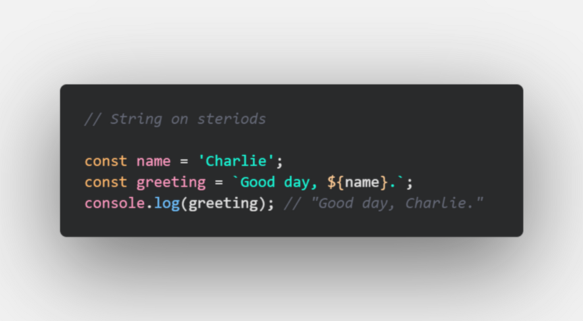 // String on steriods
const name = 'Charlie';
const greeting = `Good day, ${name}.`;
console.log(greeting); // "Good day, Charlie."